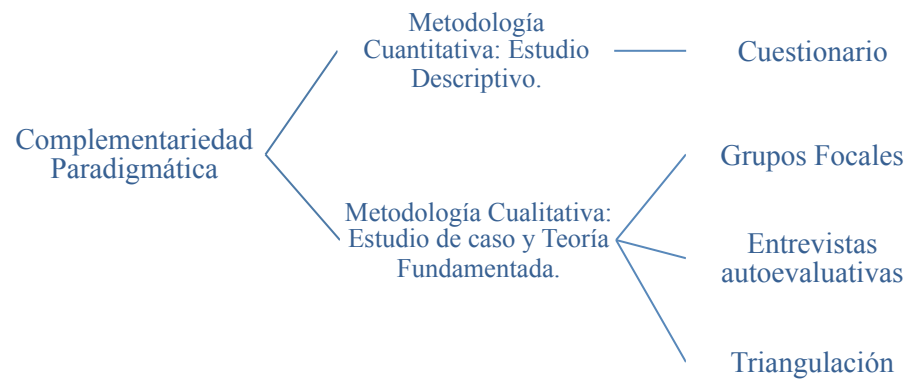 Complementariedad
Paradigmática
Metodología
Cuantitativa: Estudio
Descriptivo.
Cuestionario
Metodología Cualitativa:
Estudio de caso y Teoría
Fundamentada.
Grupos Focales
Entrevistas
autoevaluativas
Triangulación